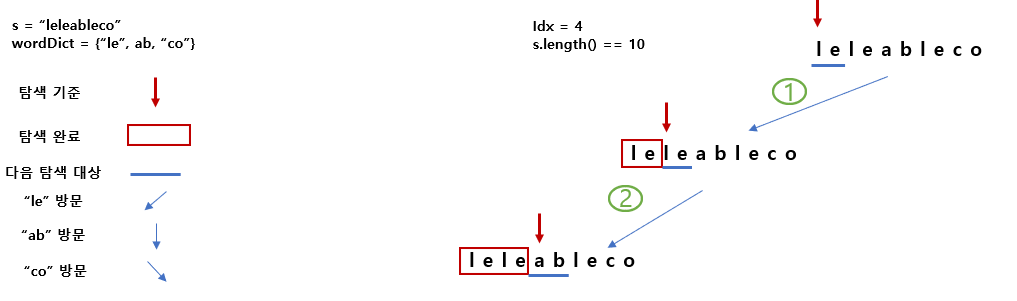 s = “leleableco”
wordDict = {“le”, ab, “co”}
탐색 기준
탐색 완료
다음 탐색 대상
“le” 방문
“ab” 방문
“co” 방문
Idx = 4
s.length() == 10
l e l e a b l e c o
1
l e l e a b l e c o
2
l e l e a b l e c o